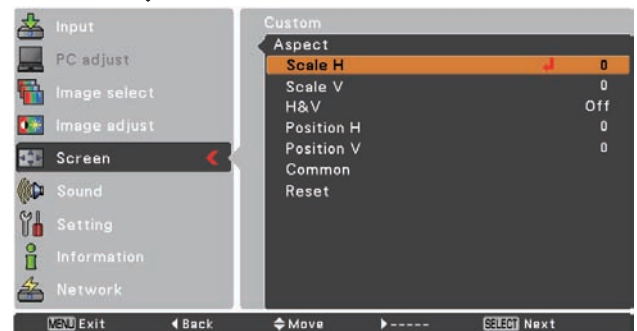 Input
PC adjust
Image select
Image adjust
Screen
Sound
Setting
Information
Network
Custom
Aspect
Scale H 0
Scale V 0
H&V Off
Position H 0
Position V 0
Common
Reset
MENU Exit ◀Back ◆Move ▶----- SELECT Next